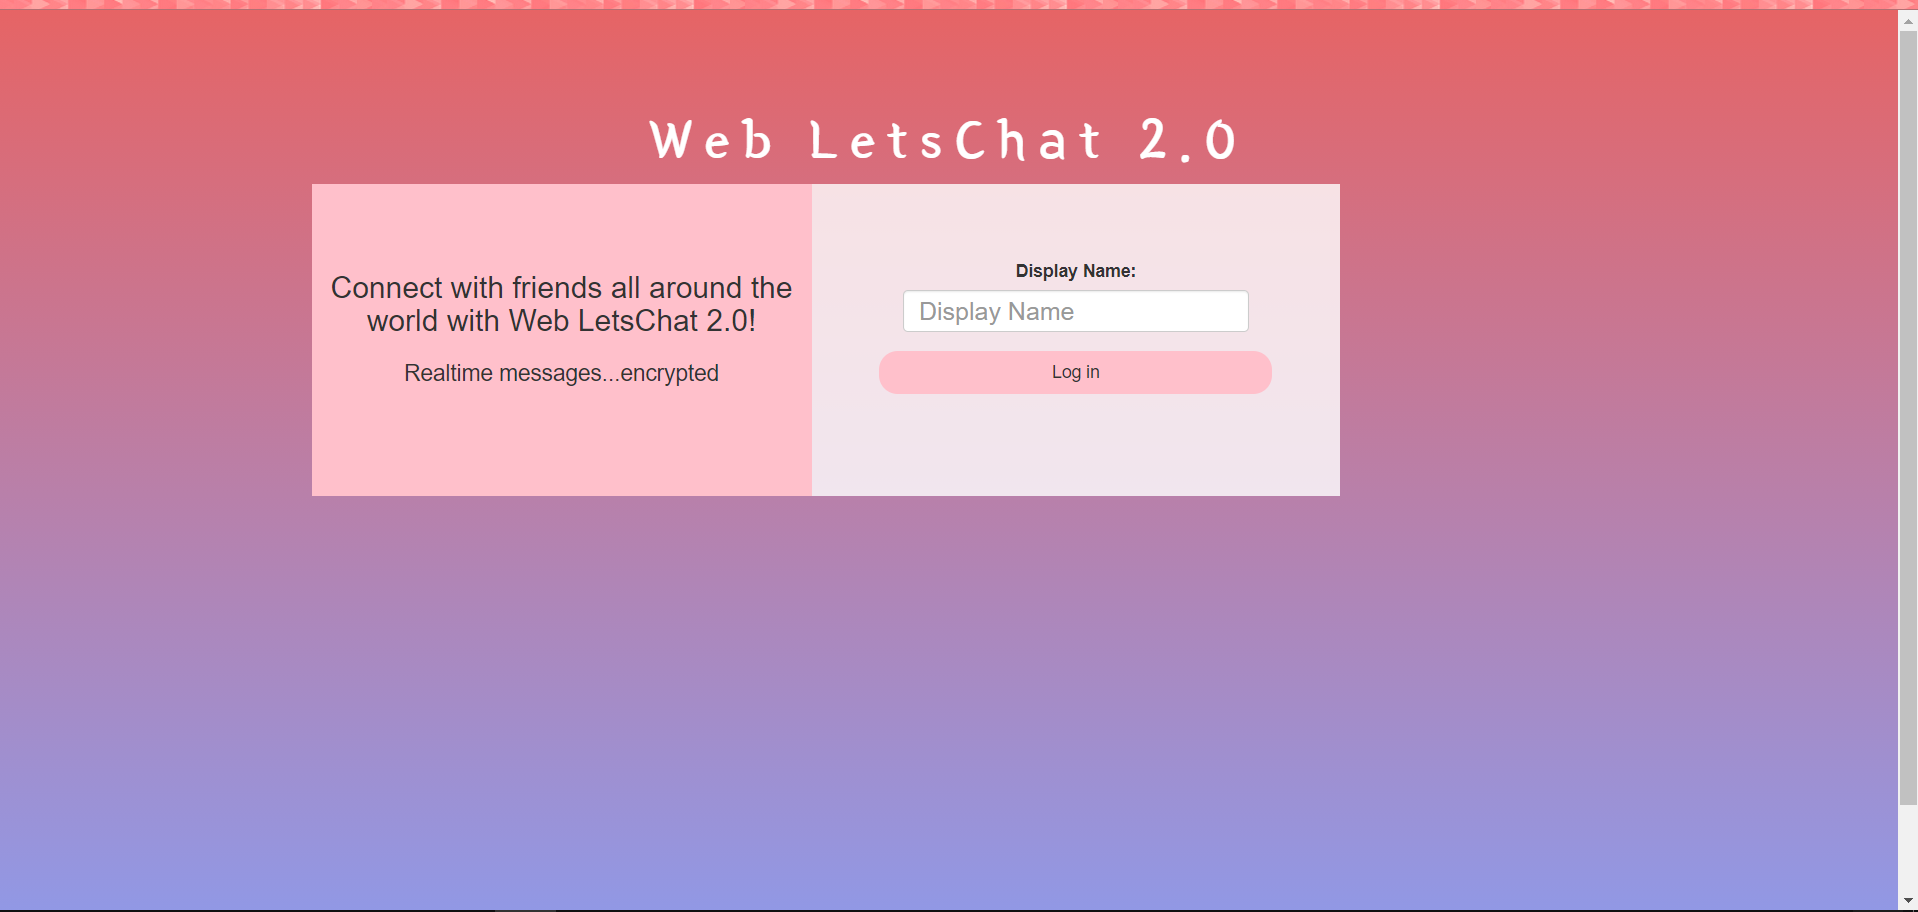 Web LetsChat 2.0
Connect with friends all around the
world with Web LetsChat 2.0!
Realtime messages...encrypted
Display Name:
Display Name
Log in